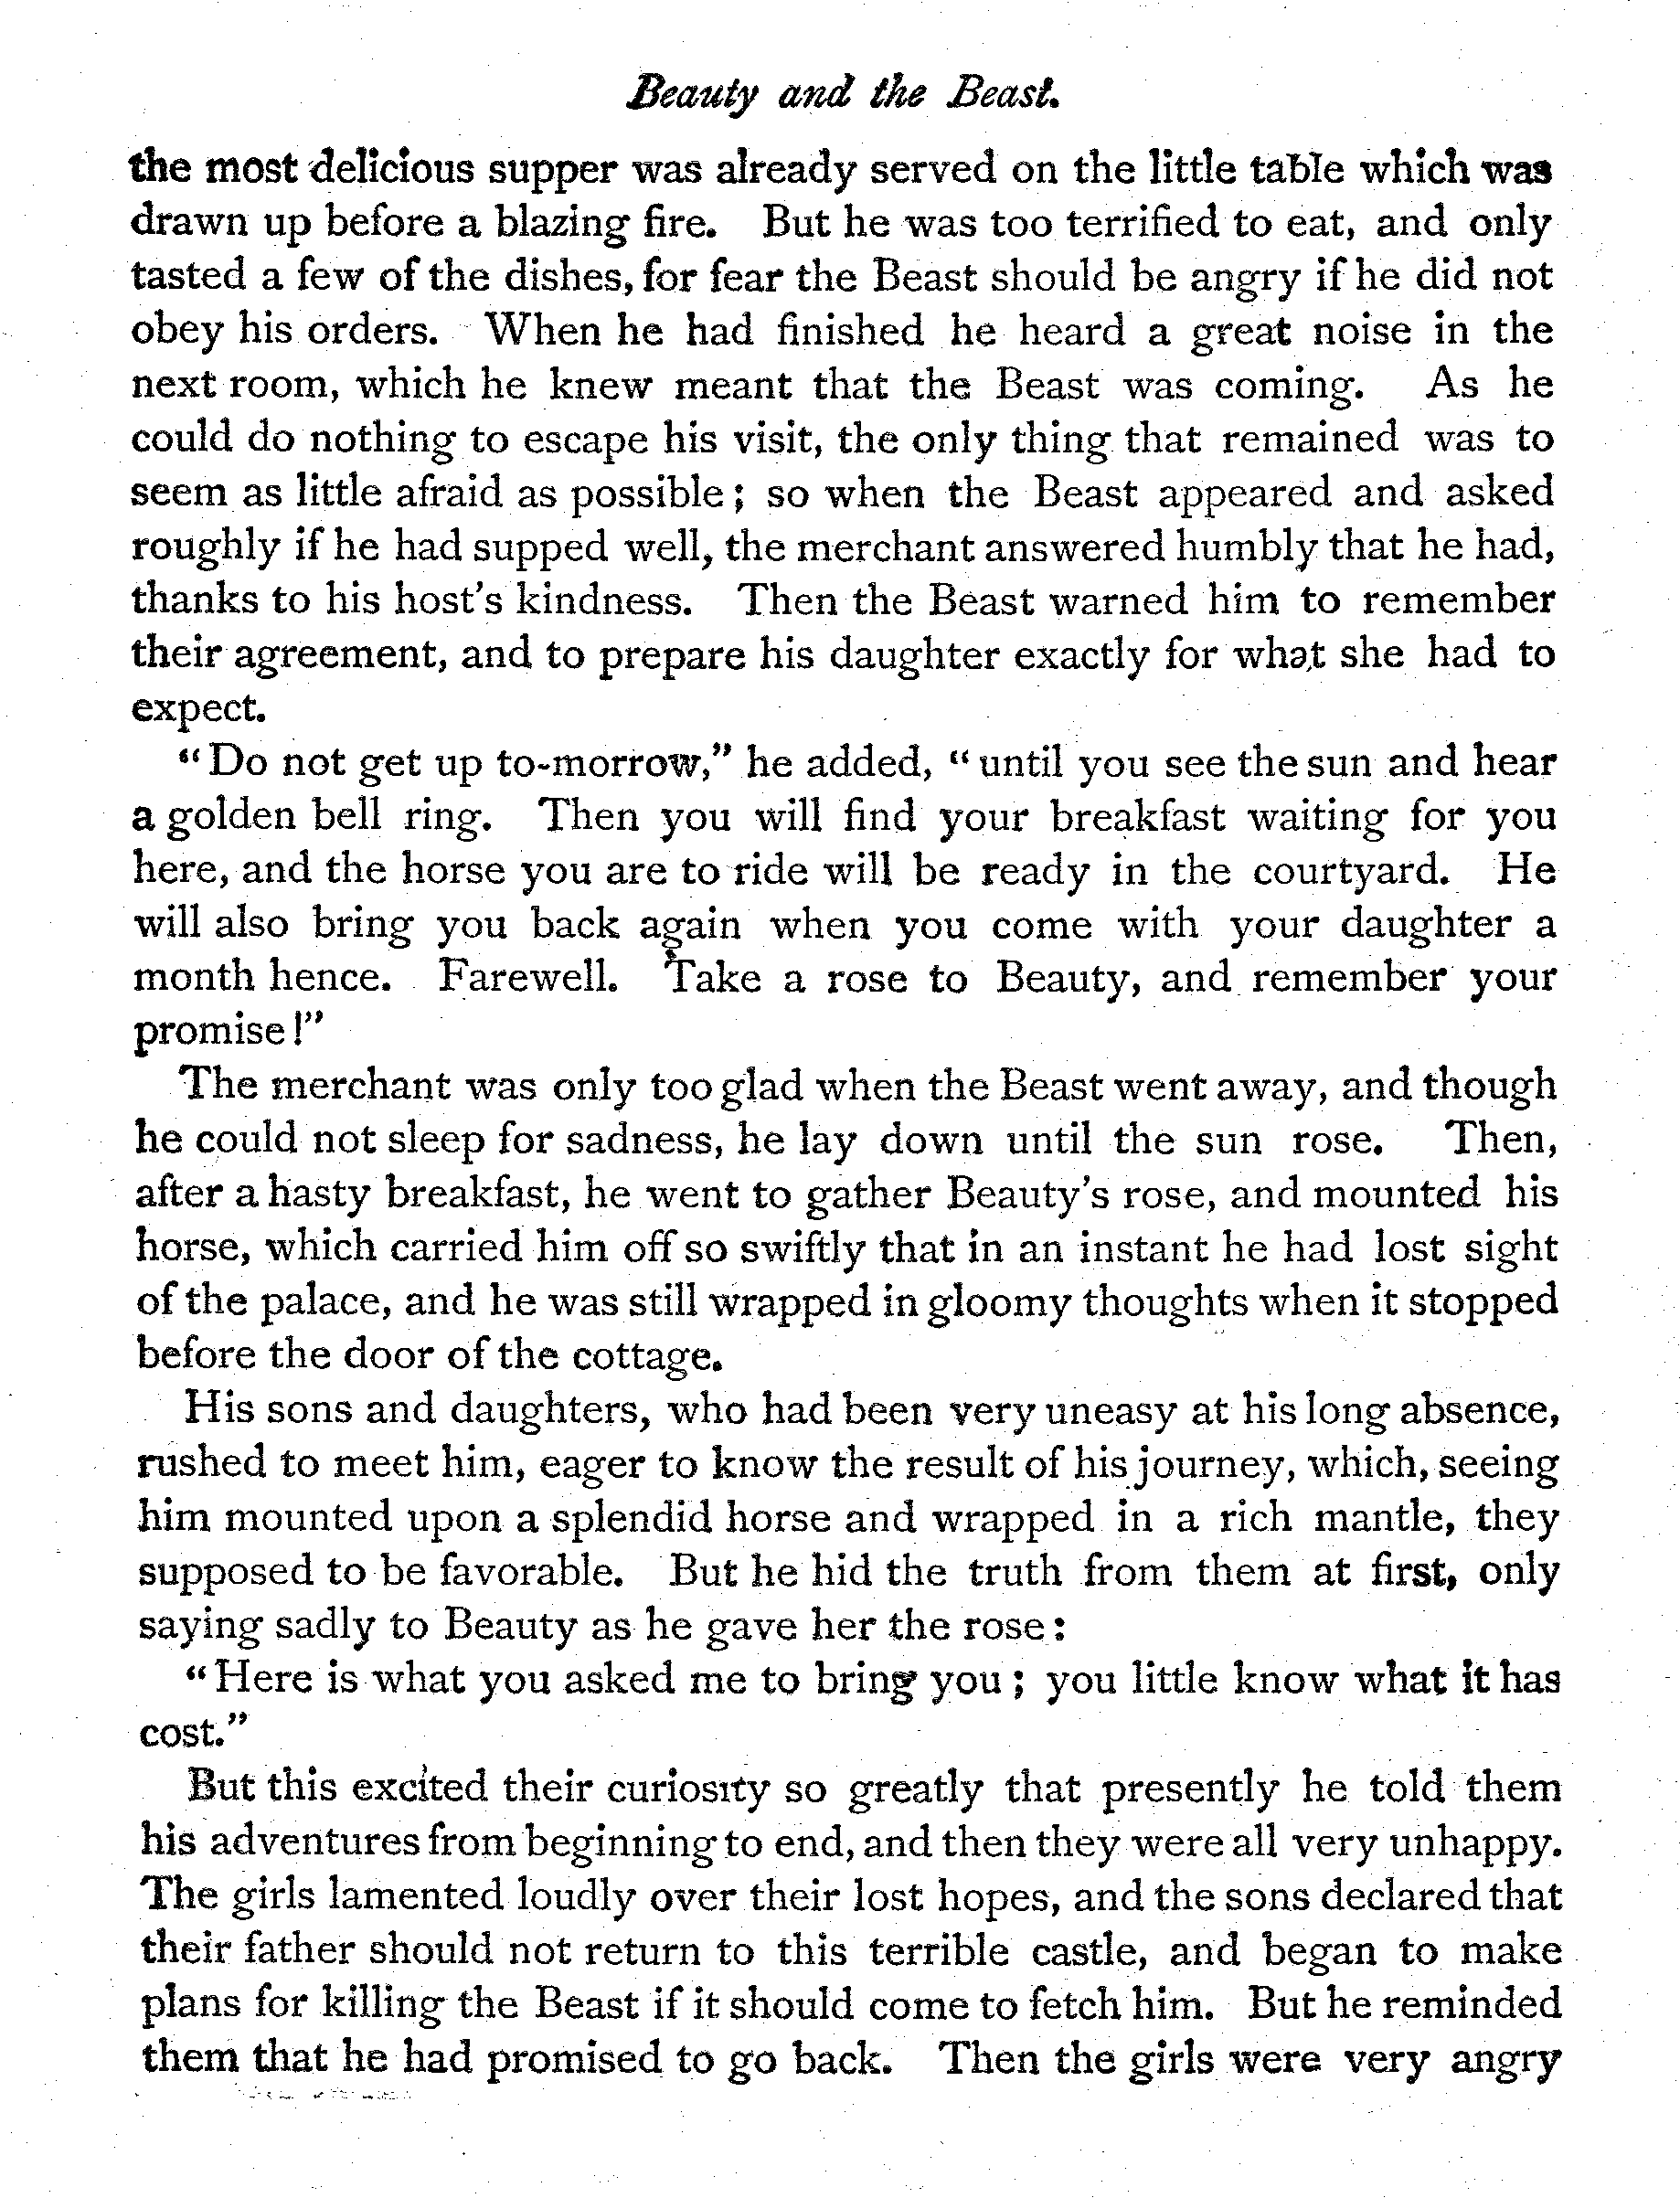 Beauty and the Beast.
the most delicious supper was already served on the little table which was
drawn up before a blazing fire. But he was too terrified to eat, and only
tasted a few of the dishes, for fear the Beast should be angry if he did not
obey his orders. When he had finished he heard a great noise in the
next room, which he knew meant that the Beast was coming. As he
could do nothing to escape his visit, the only thing that remained was to
seem as little afraid as possible; so when the Beast appeared and asked
roughly if he had supped well, the merchant answered humbly that he had,
thanks to his host's kindness. Then the Beast warned him to remember
their agreement, and to prepare his daughter exactly for what she had to
expect.
"Do not get up to-morrow," he added, "until you see the sun and hear
a golden bell ring. Then you will find your breakfast waiting for you
here, and the horse you are to ride will be ready in the courtyard. He
will also bring you back again when you come with your daughter a
month hence. Farewell. Take a rose to Beauty, and remember your
promise!"
The merchant was only too glad when the Beast went away, and though
he could not sleep for sadness, he lay down until the sun rose. Then,
after a hasty breakfast, he went to gather Beauty's rose, and mounted his
horse, which carried him off so swiftly that in an instant he had lost sight
of the palace, and he was still wrapped in gloomy thoughts when it stopped
before the door of the cottage.
His sons and daughters, who had been very uneasy at his long absence,
rushed to meet him, eager to know the result of his journey, which, seeing
him mounted upon a splendid horse and wrapped in a rich mantle, they
supposed to be favorable. But he hid the truth from them at first, only
saying sadly to Beauty as he gave her the rose:
"Here is what you asked me to bring you; you little know what it has
cost."
But this excited their curiosity so greatly that presently he told them
his adventures from beginning to end, and then they were all very unhappy.
The girls lamented loudly over their lost hopes, and the sons declared that
their father should not return to this terrible castle, and began to make
plans for killing the Beast if it should come to fetch him. But he reminded
them that he had promised to go back. Then the girls were very angry